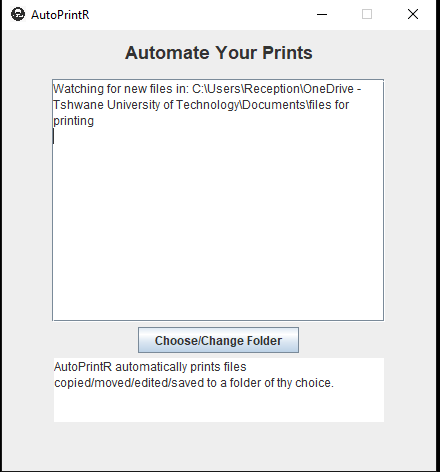 AutoPrintR
Automate Your Prints
Watching for new files in: C:\Users\Reception\OneDrive -
Tshwane University of Technology\Documents\files for
printing
Choose/Change Folder
AutoPrintR automatically prints files
copied/moved/edited/saved to a folder of thy choice.